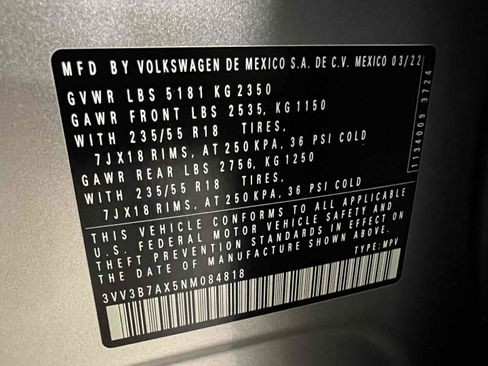 MFD BY VOLKSWAGEN DE MEXICO S.A. DE C.V. MEXICO 03/22
GVWR LBS 5181 KG 2350
GAWR FRONT LBS 2535, KG 1150
WITH 235/55 R18 TIRES,
7JX18 RIMS, AT 250 KPA, 36 PSI COLD
GAWR REAR LBS 2756, KG 1250
WITH 235/55 R18 TIRES,
7JX18 RIMS, AT 250 KPA, 36 PSI COLD
THIS VEHICLE CONFORMS TO ALL APPLICABLE
U.S. FEDERAL MOTOR VEHICLE SAFETY AND
THEFT PREVENTION STANDARDS IN EFFECT ON
THE DATE OF MANUFACTURE SHOWN ABOVE.
3VV3B7AX5NM084818
TYPE: MPV
1134009 3724